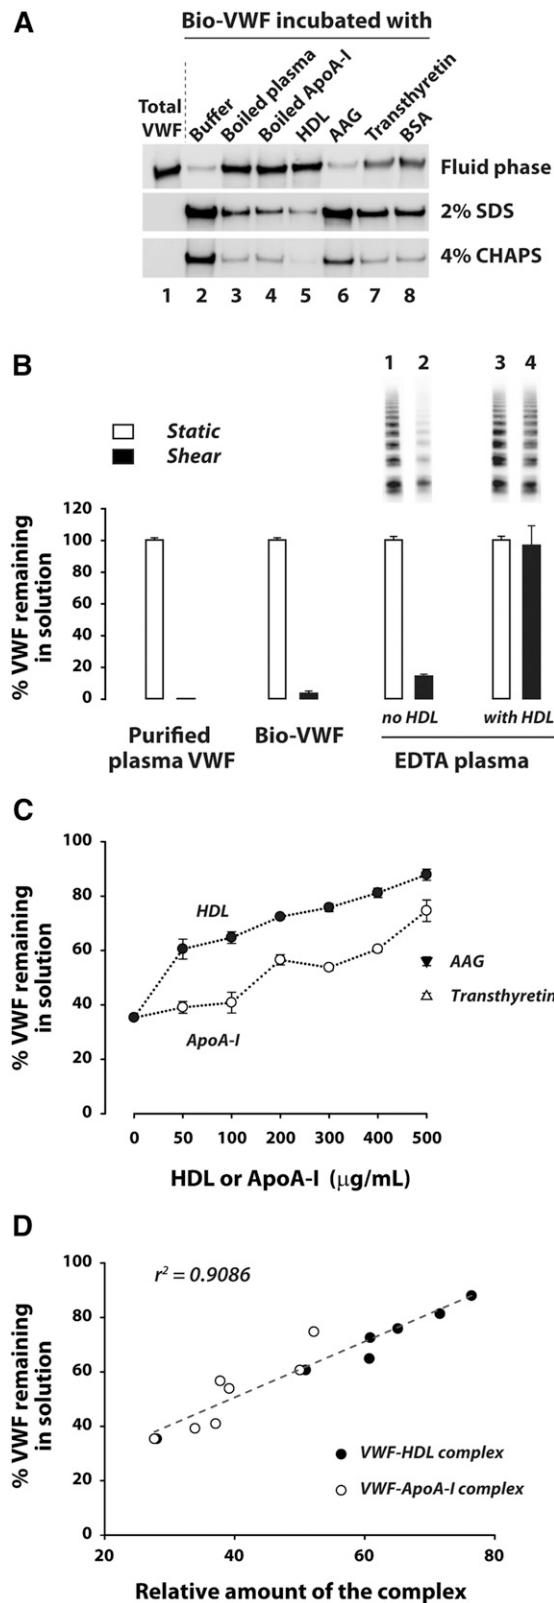 A
Bio-VWF incubated with
Total
VWF
Buffer
Boiled plasma
Boiled ApoA-I
HDL
AAG
Transthyretin
BSA
Fluid phase
2% SDS
4% CHAPS
1 2 3 4 5 6 7 8
B
1 2 3 4
Static
Shear
% VWF remaining
in solution
120
100
80
60
40
20
0
no HDL with HDL
Purified
plasma VWF
Bio-VWF
EDTA plasma
C
% VWF remaining
in solution
100
80
60
40
20
0
HDL
ApoA-I
AAG
Transthyretin
0 50 100 200 300 400 500
HDL or ApoA-I (μg/mL)
D
% VWF remaining
in solution
100
80
60
40
20
0
r² = 0.9086
VWF-HDL complex
VWF-ApoA-I complex
20 40 60 80
Relative amount of the complex